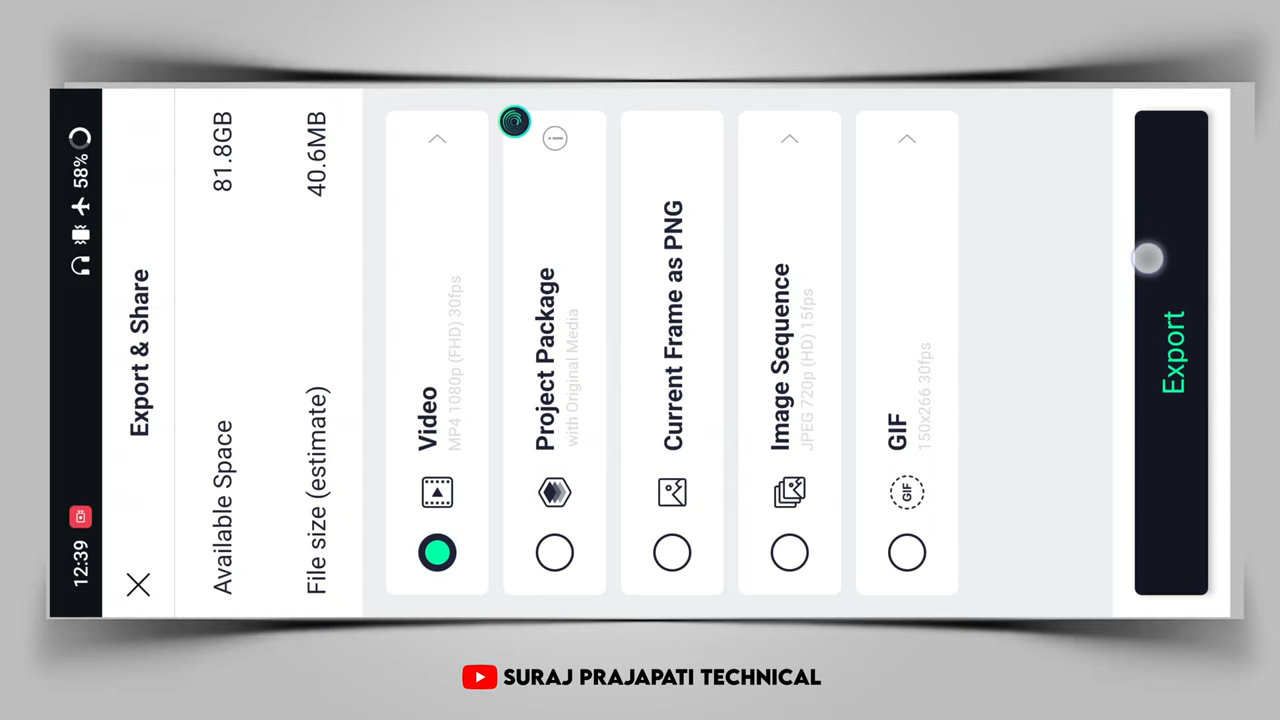 12:39
58%
Export & Share
Available Space
81.8GB
File size (estimate)
40.6MB
Video
MP4 1080p (FHD) 30fps
Project Package
with Original Media
Current Frame as PNG
Image Sequence
JPEG 720p (HD) 15fps
GIF
GIF
150x266 30fps
Export
SURAJ PRAJAPATI TECHNICAL